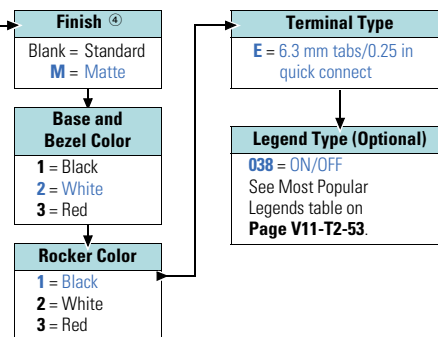 Finish ④
Blank = Standard
M = Matte
Base and
Bezel Color
1 = Black
2 = White
3 = Red
Rocker Color
1 = Black
2 = White
3 = Red
Terminal Type
E = 6.3 mm tabs/0.25 in
quick connect
Legend Type (Optional)
038 = ON/OFF
See Most Popular
Legends table on
Page V11-T2-53.